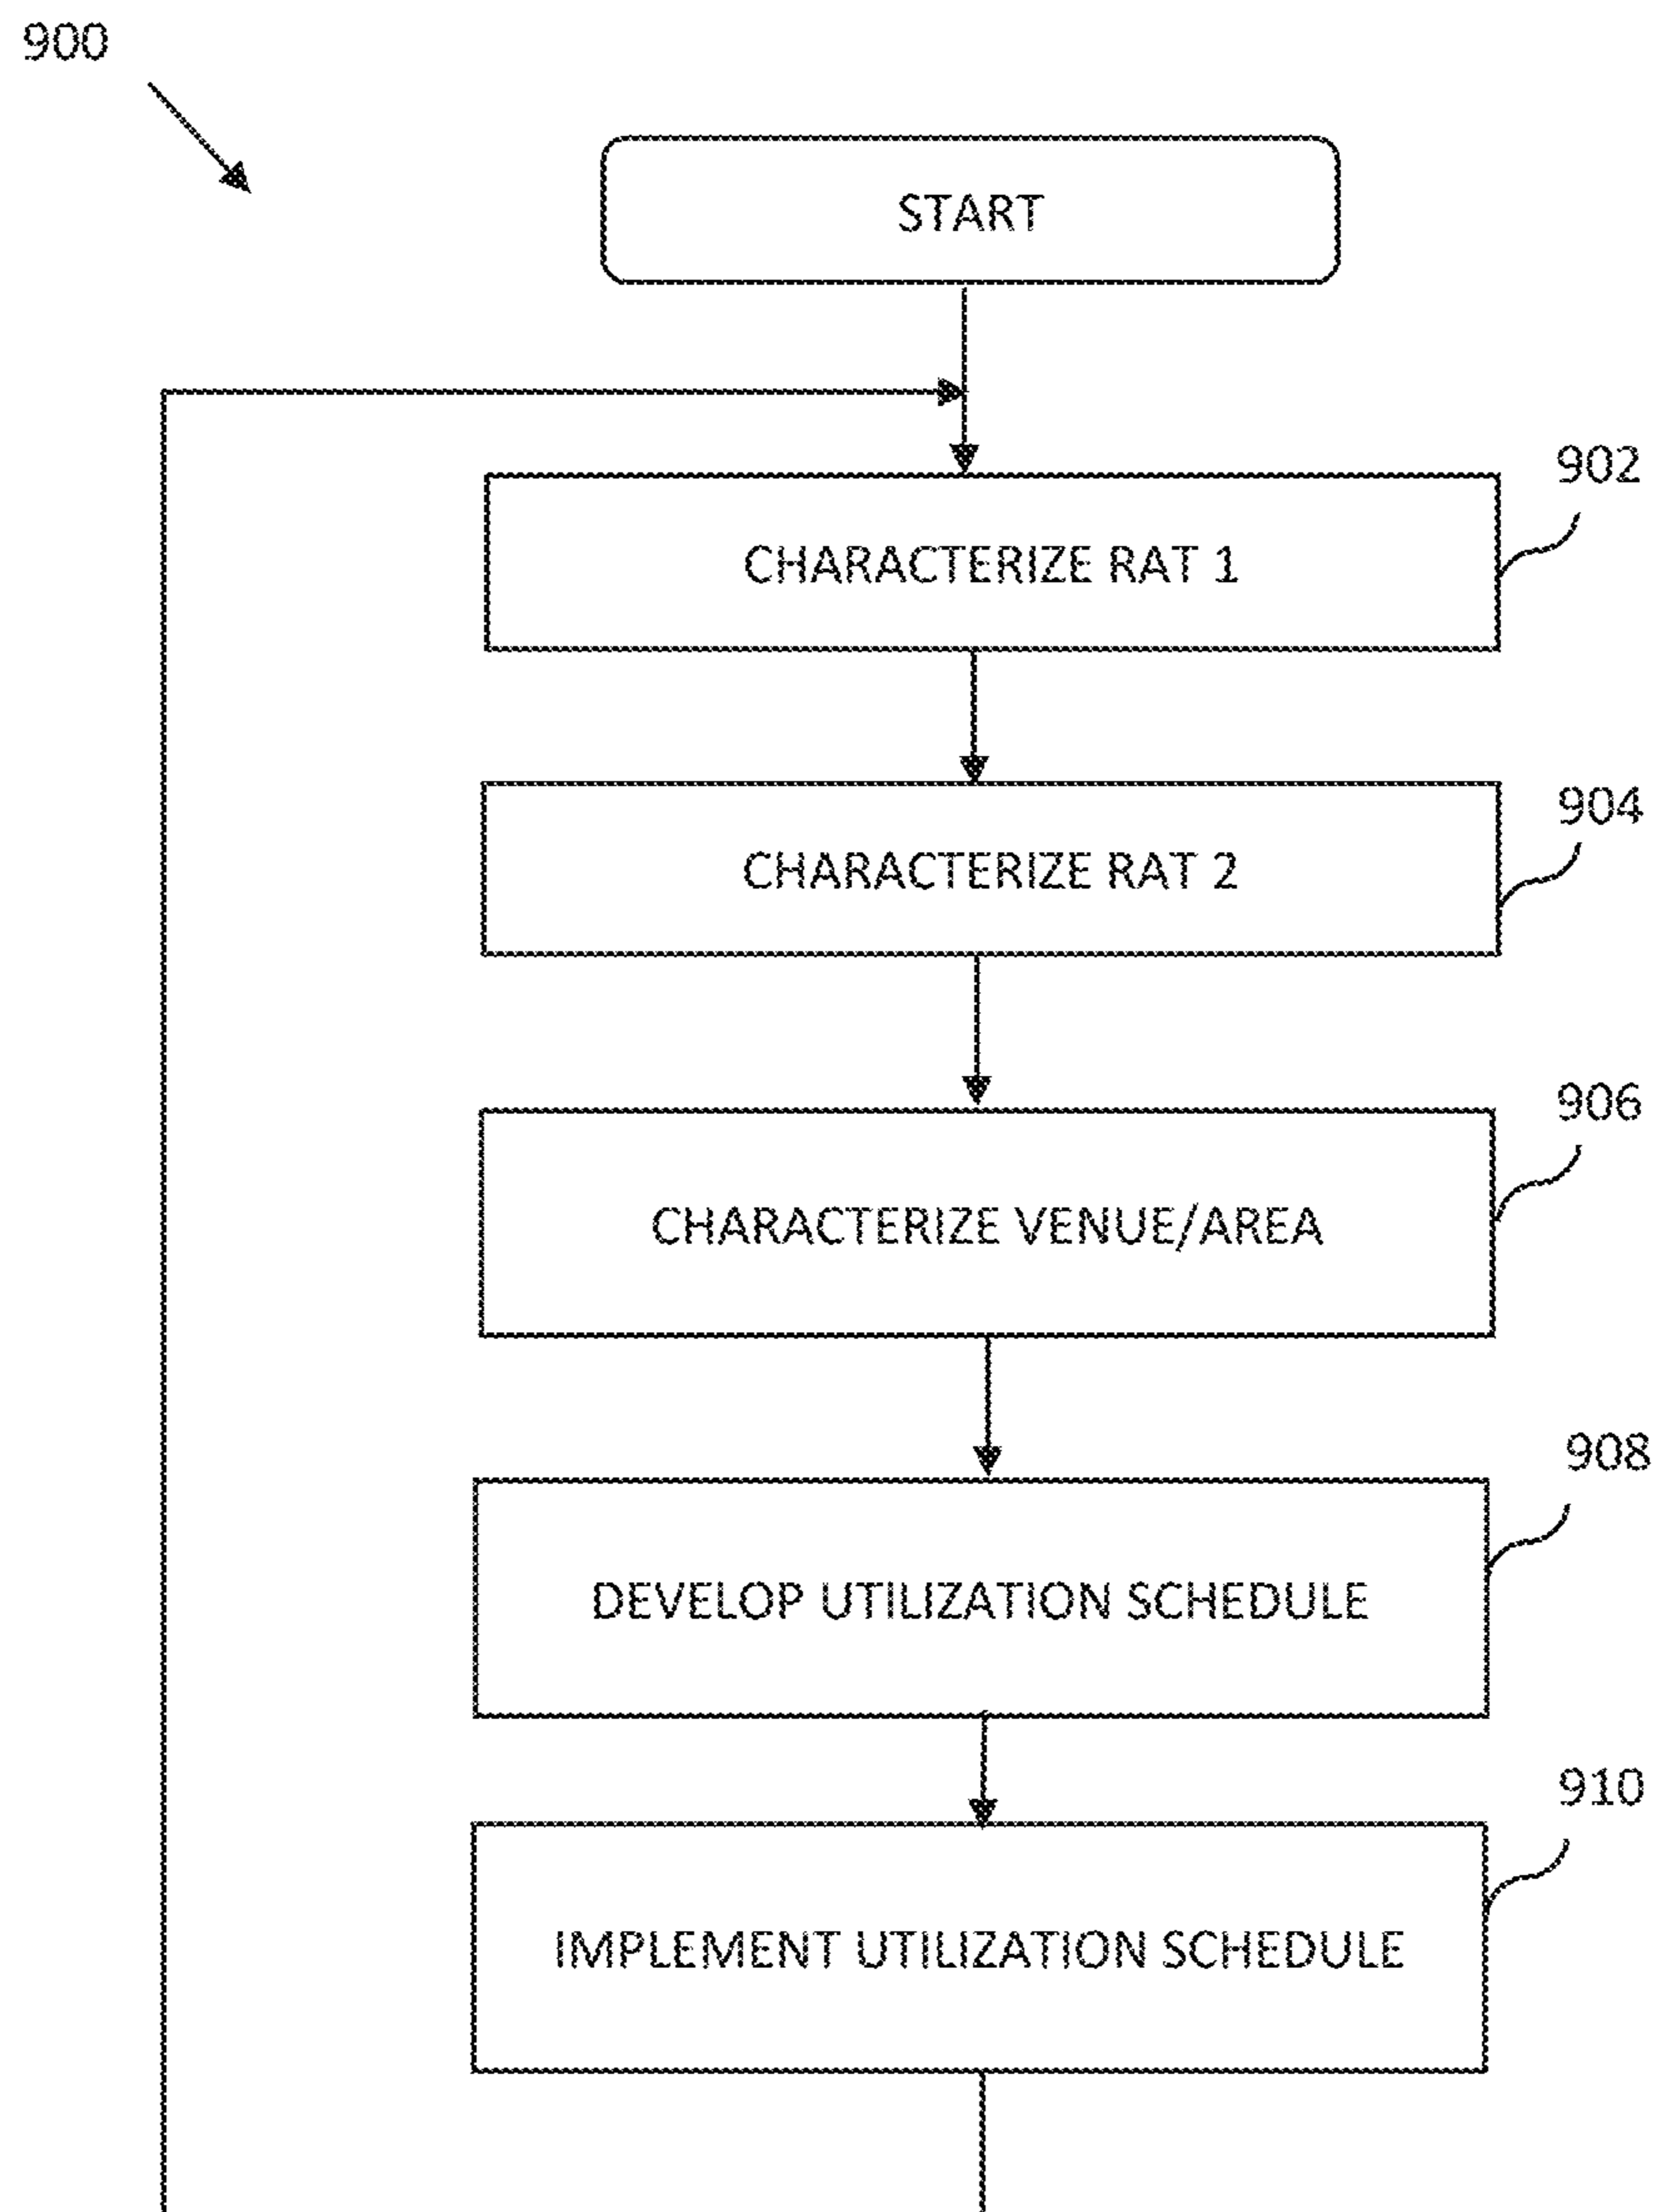 900
START
902
CHARACTERIZE RAT 1
904
CHARACTERIZE RAT 2
906
CHARACTERIZE VENUE/AREA
908
DEVELOP UTILIZATION SCHEDULE
910
IMPLEMENT UTILIZATION SCHEDULE